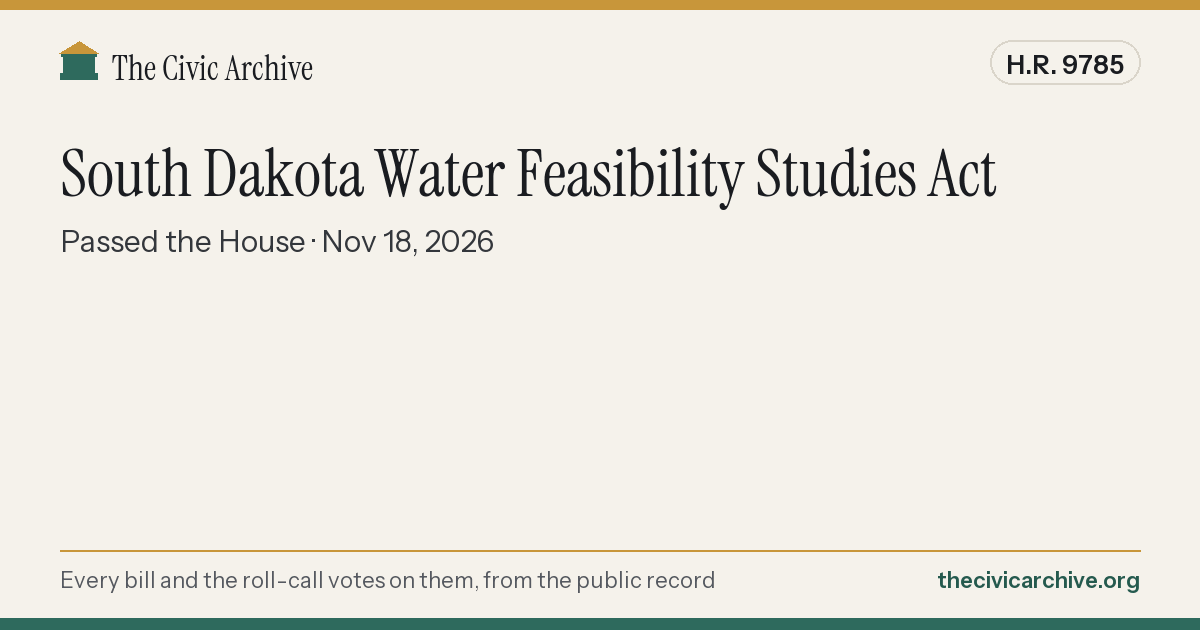 The Civic Archive
H.R. 9785
South Dakota Water Feasibility Studies Act
Passed the House · Nov 18, 2026
Every bill and the roll-call votes on them, from the public record
thecivicarchive.org